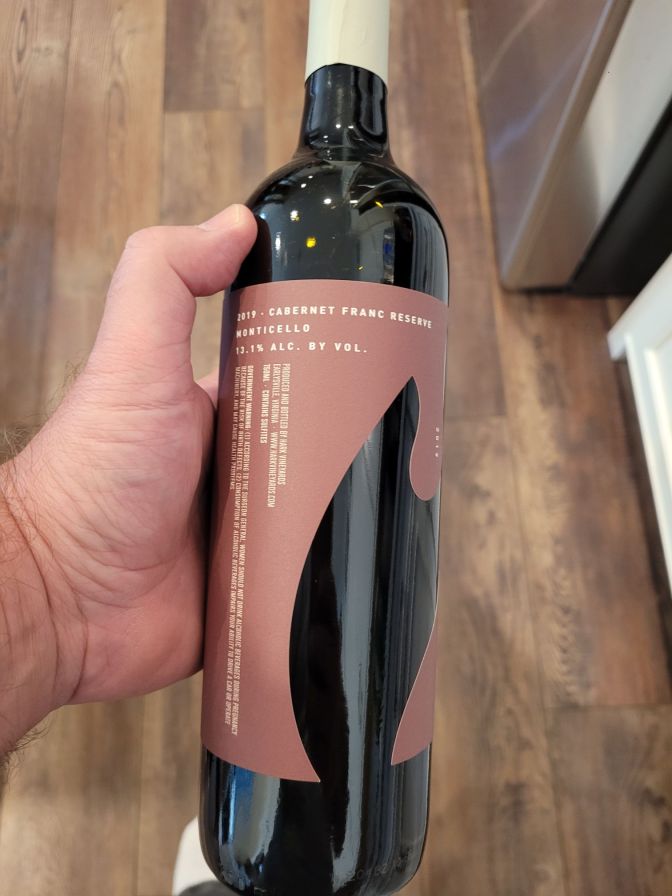 2019 · CABERNET FRANC RESERVE
MONTICELLO
13.1% ALC. BY VOL.
PRODUCED AND BOTTLED BY HARK VINEYARDS
EARLYSVILLE, VIRGINIA · WWW.HARKVINEYARDS.COM
750ML · CONTAINS SULFITES
GOVERNMENT WARNING: (1) ACCORDING TO THE SURGEON GENERAL, WOMEN SHOULD NOT DRINK ALCOHOLIC BEVERAGES DURING PREGNANCY
BECAUSE OF THE RISK OF BIRTH DEFECTS. (2) CONSUMPTION OF ALCOHOLIC BEVERAGES IMPAIRS YOUR ABILITY TO DRIVE A CAR OR OPERATE
MACHINERY, AND MAY CAUSE HEALTH PROBLEMS.
2019